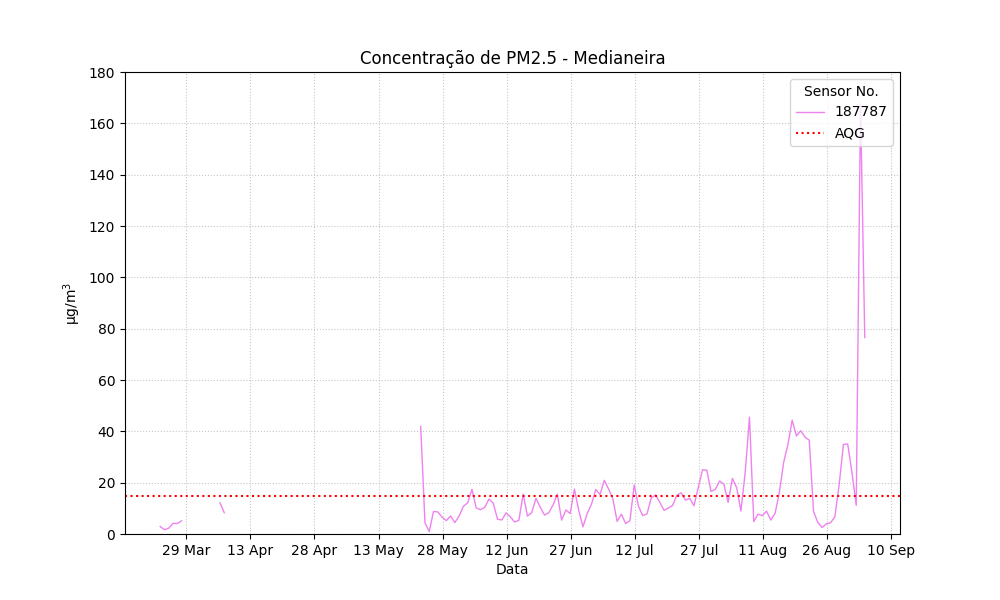 Concentração de PM2.5 - Medianeira
Sensor No.
187787
AQG
180
160
140
120
100
80
60
40
20
0
µg/m³
29 Mar 13 Apr 28 Apr 13 May 28 May 12 Jun 27 Jun 12 Jul 27 Jul 11 Aug 26 Aug 10 Sep
Data